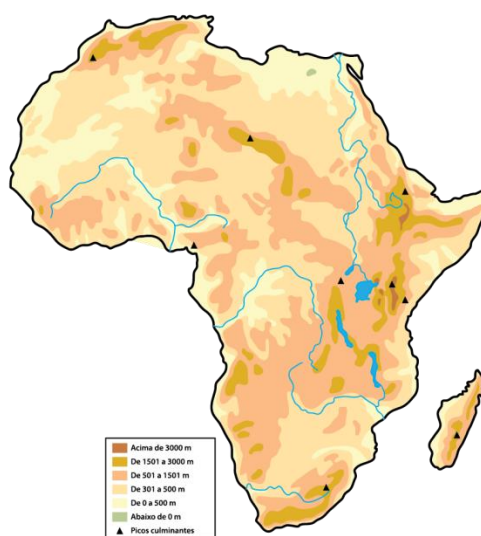 Acima de 3000 m
De 1501 a 3000 m
De 501 a 1501 m
De 301 a 500 m
De 0 a 500 m
Abaixo de 0 m
Picos culminantes